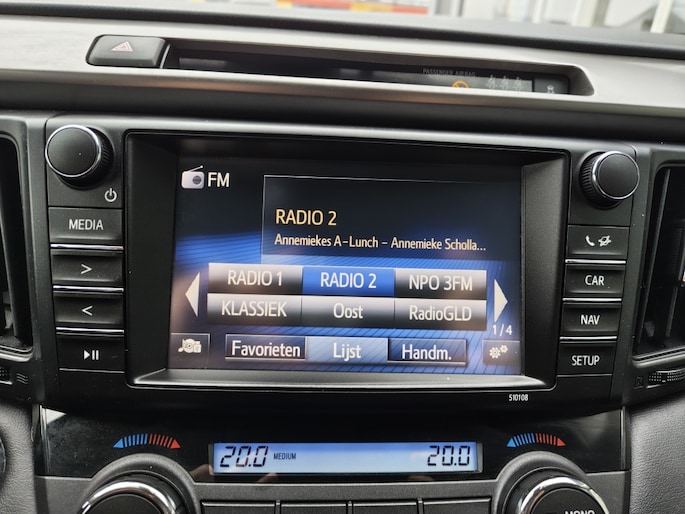 PASSENGER AIRBAG
FM
RADIO 2
Annemiekes A-Lunch - Annemieke Scholla...
MEDIA
>
<
CAR
NAV
SETUP
RADIO 1 RADIO 2 NPO 3FM
KLASSIEK Oost RadioGLD
1/4
Favorieten Lijst Handm.
510108
20.0 MEDIUM 20.0
MONO